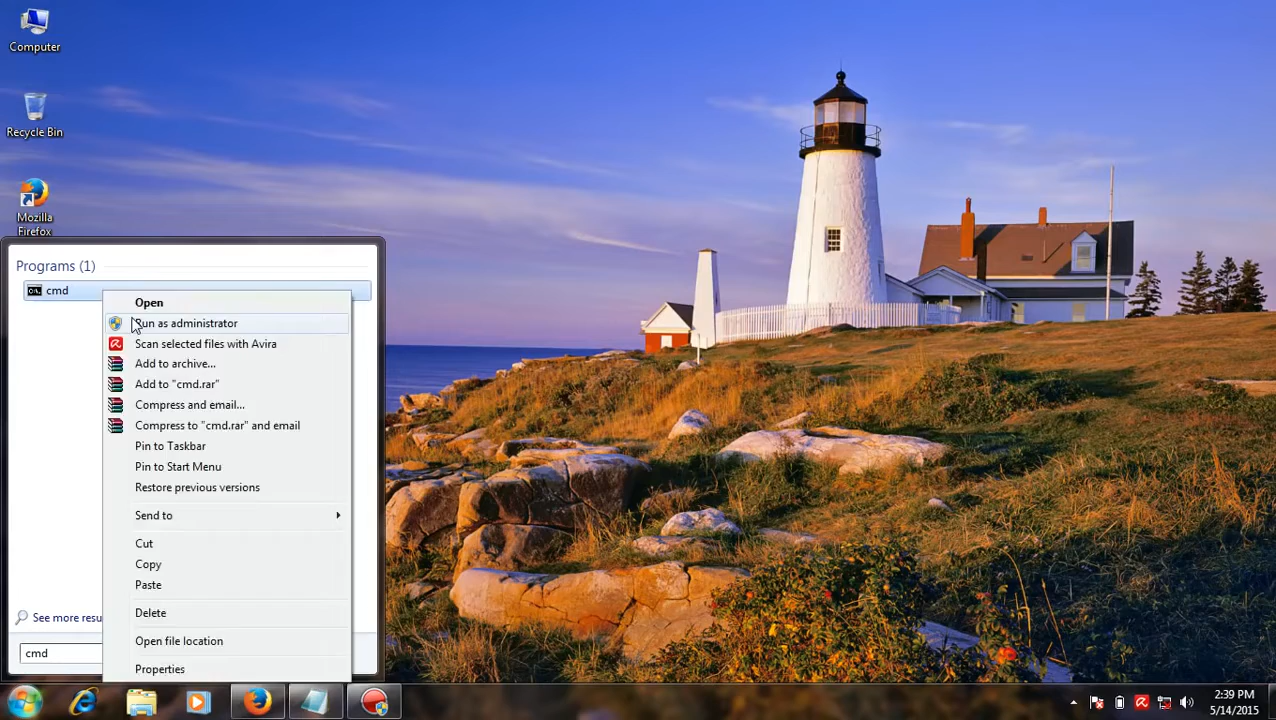 Computer
Recycle Bin
Mozilla
Firefox
Programs (1)
cmd
Open
Run as administrator
Scan selected files with Avira
Add to archive...
Add to "cmd.rar"
Compress and email...
Compress to "cmd.rar" and email
Pin to Taskbar
Pin to Start Menu
Restore previous versions
Send to
Cut
Copy
Paste
Delete
See more resu
Open file location
cmd
Properties
2:39 PM
5/14/2015